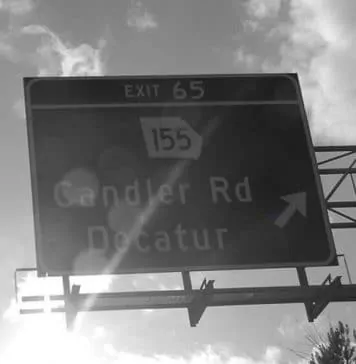 EXIT 65
155
Candler Rd
Decatur